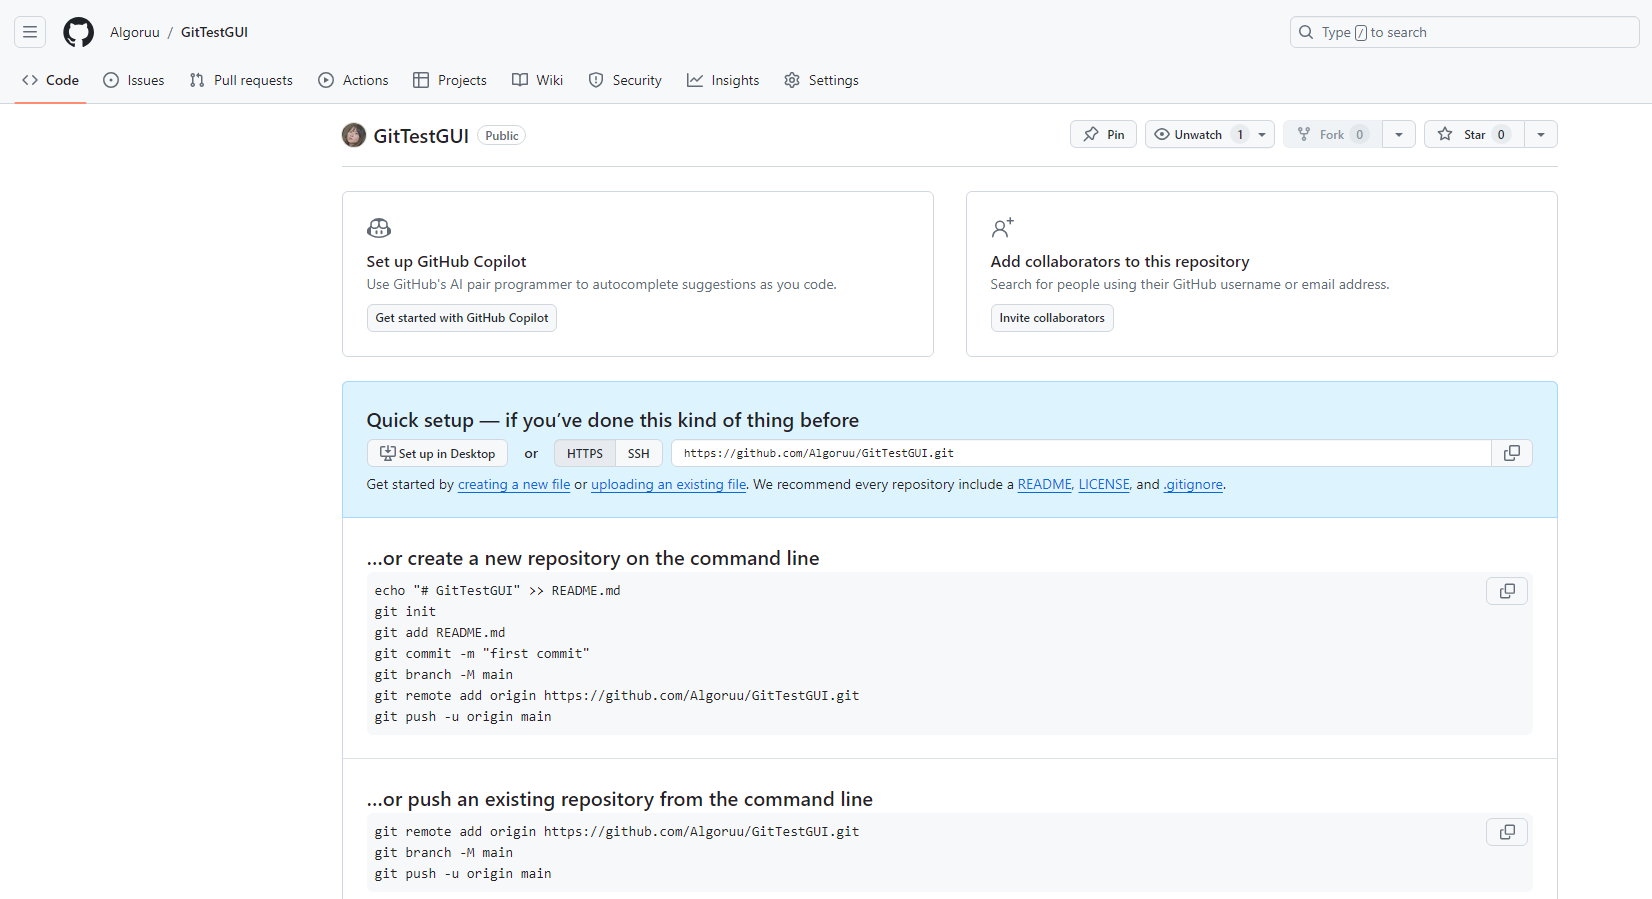 Algoruu / GitTestGUI
Type / to search
Code Issues Pull requests Actions Projects Wiki Security Insights Settings
GitTestGUI Public
Pin Unwatch 1 Fork 0 Star 0
Set up GitHub Copilot
Use GitHub's AI pair programmer to autocomplete suggestions as you code.
Get started with GitHub Copilot
Add collaborators to this repository
Search for people using their GitHub username or email address.
Invite collaborators
Quick setup — if you’ve done this kind of thing before
Set up in Desktop or HTTPS SSH https://github.com/Algoruu/GitTestGUI.git
Get started by creating a new file or uploading an existing file. We recommend every repository include a README, LICENSE, and .gitignore.
…or create a new repository on the command line
echo "# GitTestGUI" >> README.md
git init
git add README.md
git commit -m "first commit"
git branch -M main
git remote add origin https://github.com/Algoruu/GitTestGUI.git
git push -u origin main
…or push an existing repository from the command line
git remote add origin https://github.com/Algoruu/GitTestGUI.git
git branch -M main
git push -u origin main